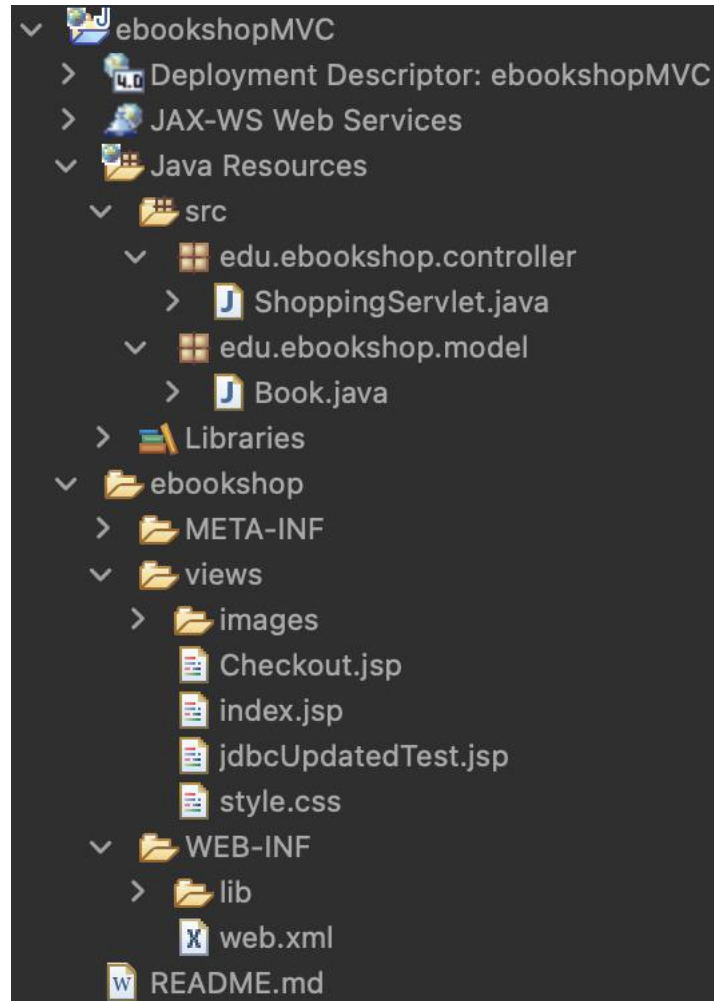 ebookshopMVC
4.0 Deployment Descriptor: ebookshopMVC
JAX-WS Web Services
Java Resources
src
edu.ebookshop.controller
J ShoppingServlet.java
edu.ebookshop.model
J Book.java
Libraries
ebookshop
META-INF
views
images
Checkout.jsp
index.jsp
jdbcUpdatedTest.jsp
style.css
WEB-INF
lib
X web.xml
W README.md